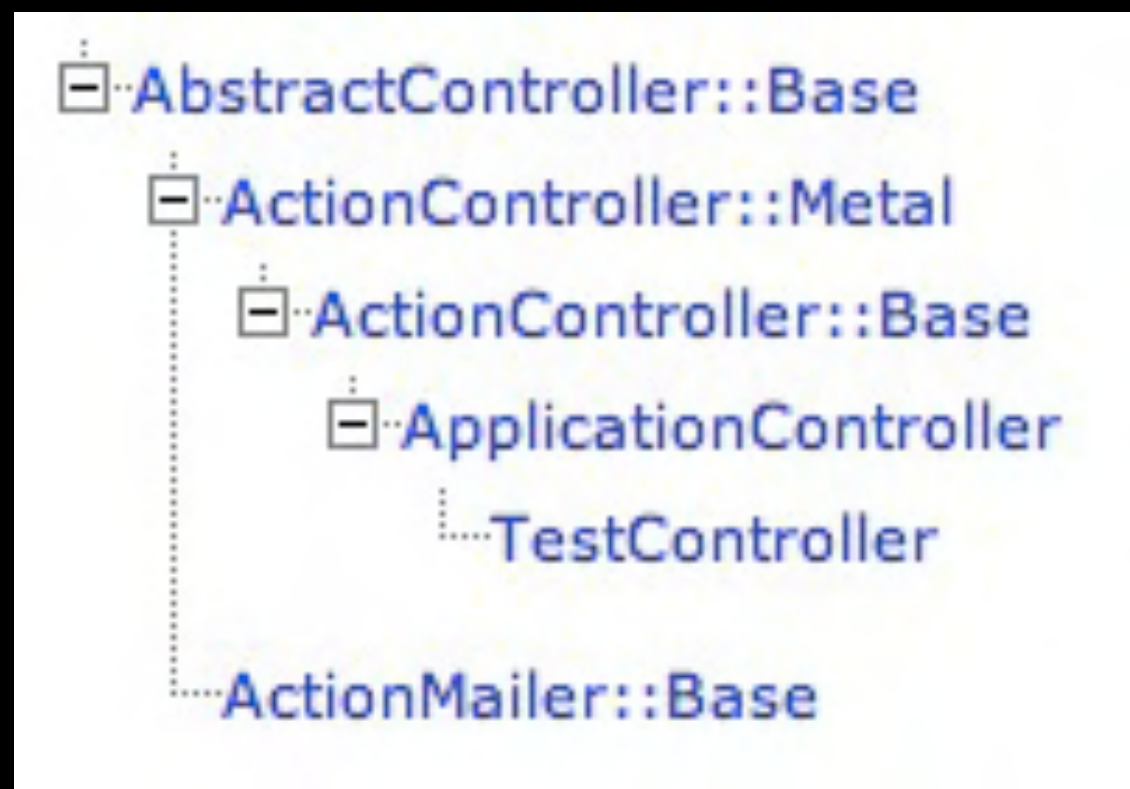 AbstractController::Base
ActionController::Metal
ActionController::Base
ApplicationController
TestController
ActionMailer::Base